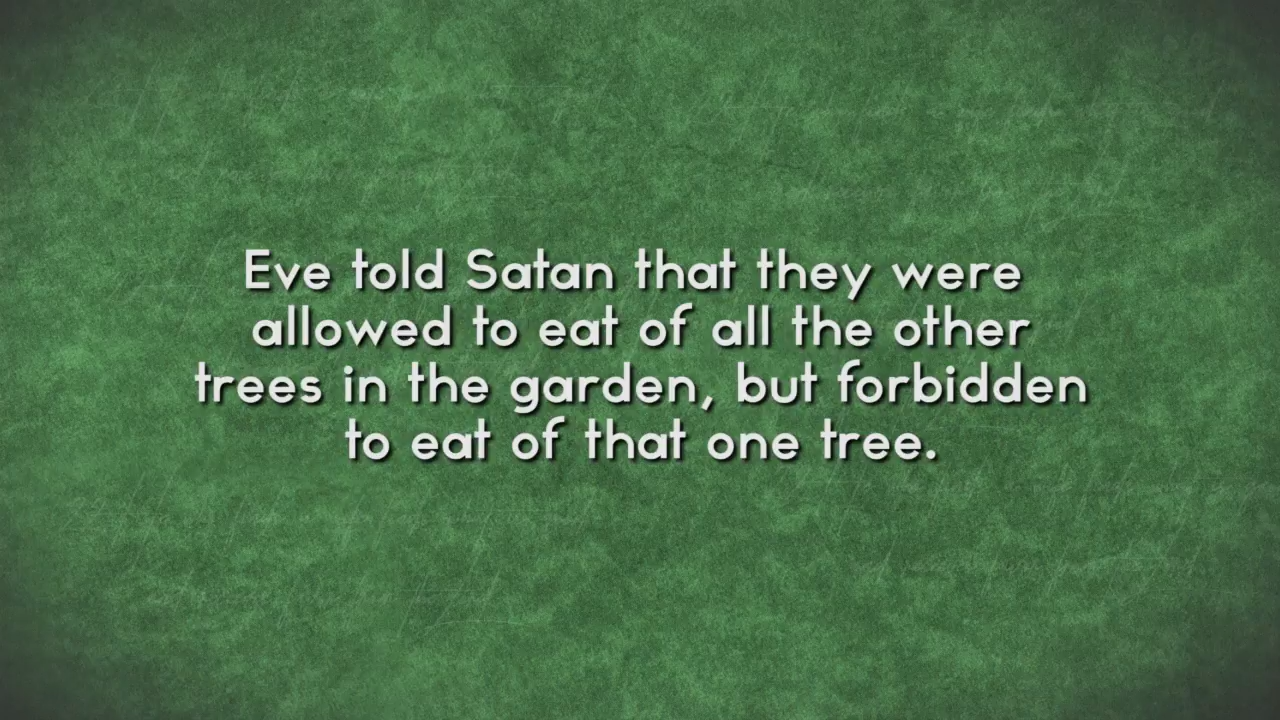 Eve told Satan that they were
allowed to eat of all the other
trees in the garden, but forbidden
to eat of that one tree.